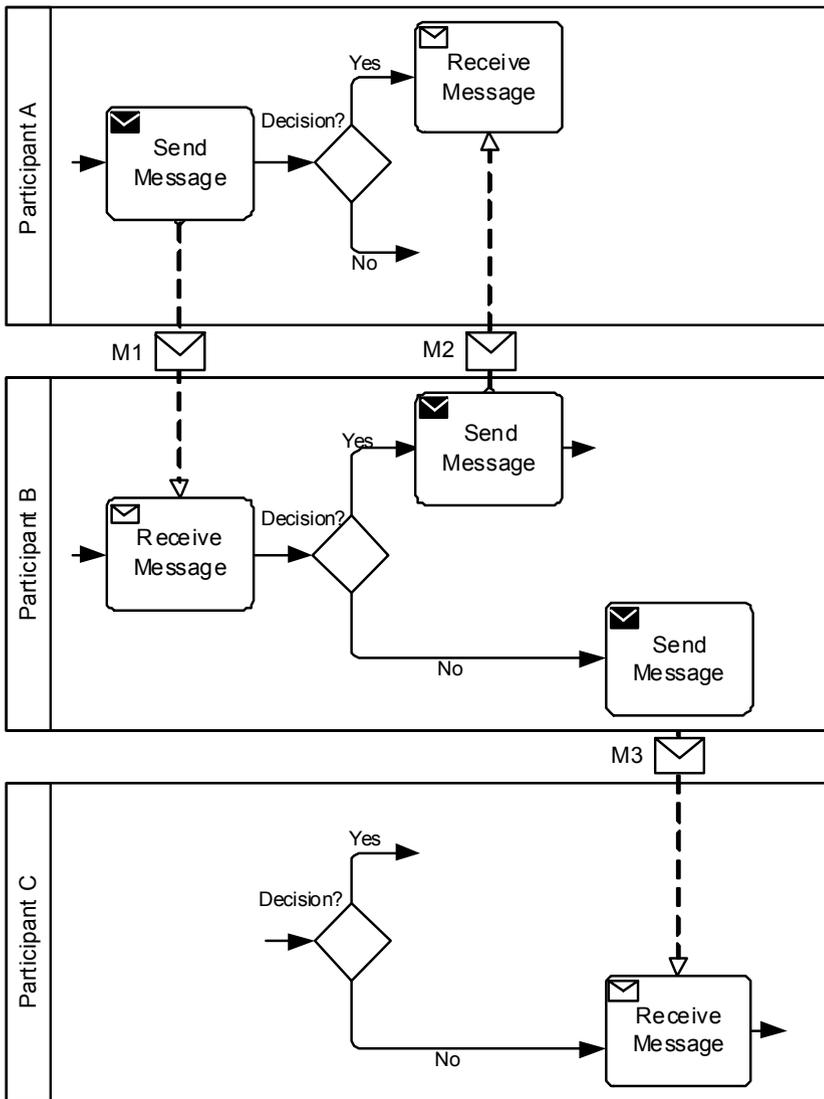 Participant A
Send
Message
Decision?
Yes
No
Receive
Message
M1
M2
Participant B
Receive
Message
Decision?
Yes
No
Send
Message
Send
Message
M3
Participant C
Decision?
Yes
No
Receive
Message